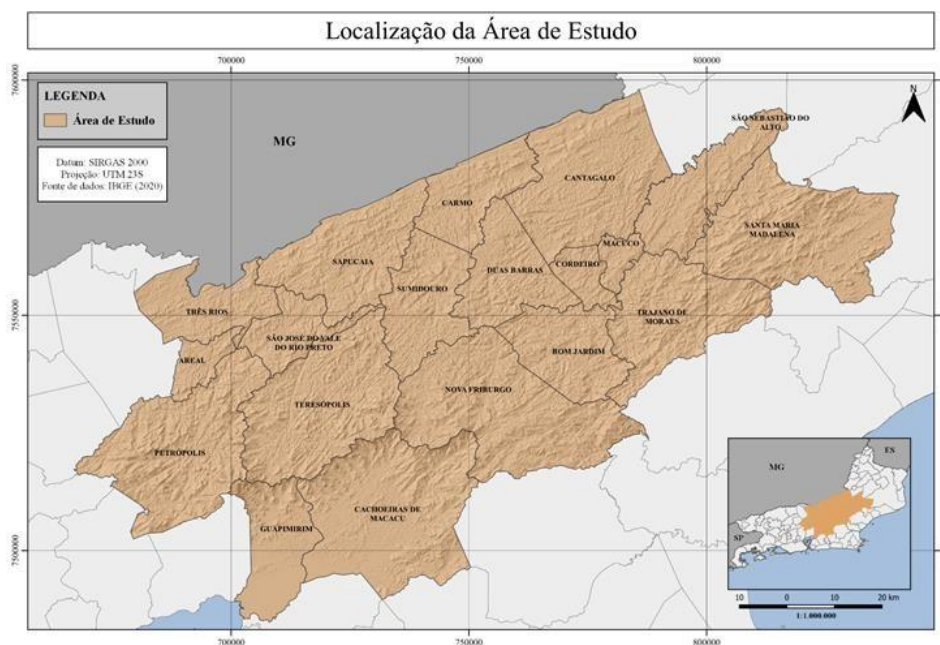 Localização da Área de Estudo
700000
750000
800000
7600000
7550000
7500000
LEGENDA
Área de Estudo
Datum: SIRGAS 2000
Projeção: UTM 23S
Fonte de dados: IBGE (2020)
MG
N
SÃO SEBASTIÃO DO
ALTO
CANTAGALO
CARMO
SANTA MARIA
MADALENA
MACUCO
SAPUCAIA
CORDEIRO
DUAS BARRAS
SUMIDOURO
TRÊS RIOS
TRAJANO DE
MORAES
SÃO JOSÉ DO VALE
DO RIO PRETO
AREAL
BOM JARDIM
NOVA FRIBURGO
TERESÓPOLIS
PETRÓPOLIS
CACHOEIRAS DE
MACACU
GUAPIMIRIM
ES
MG
SP
10 0 10 20 km
1:1.000.000
700000
750000
800000